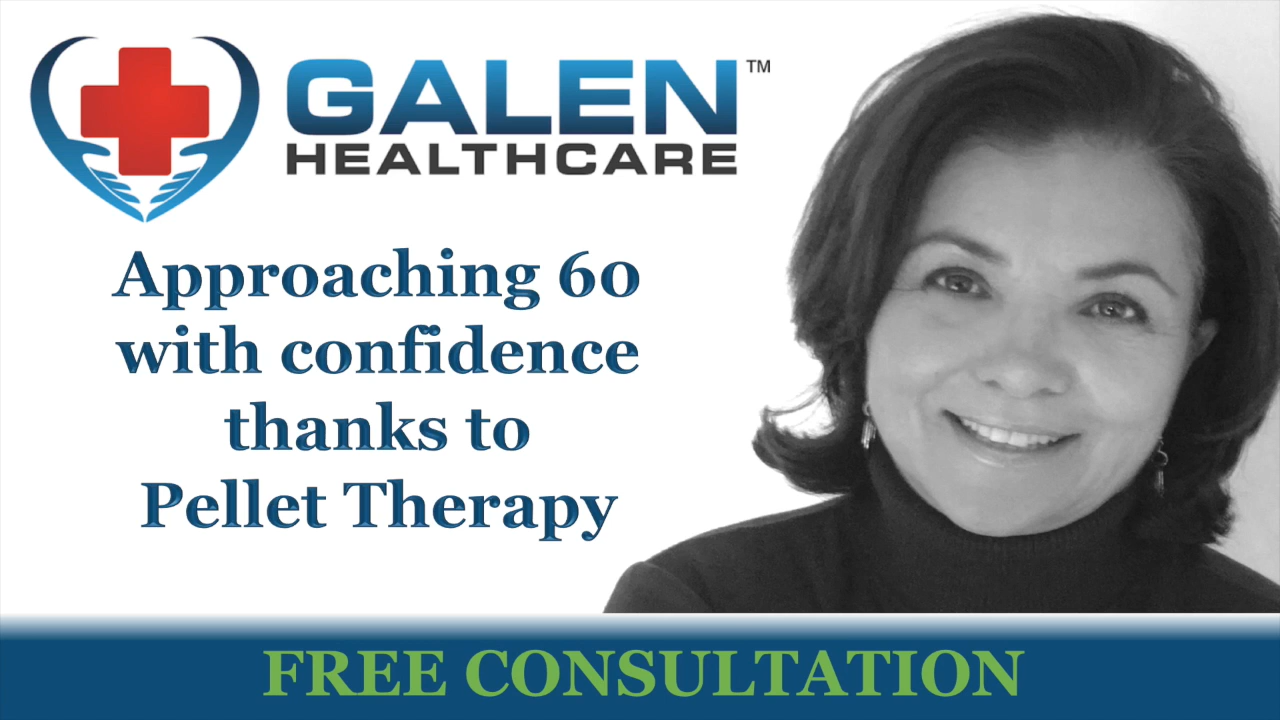 GALEN™
HEALTHCARE
Approaching 60
with confidence
thanks to
Pellet Therapy
FREE CONSULTATION